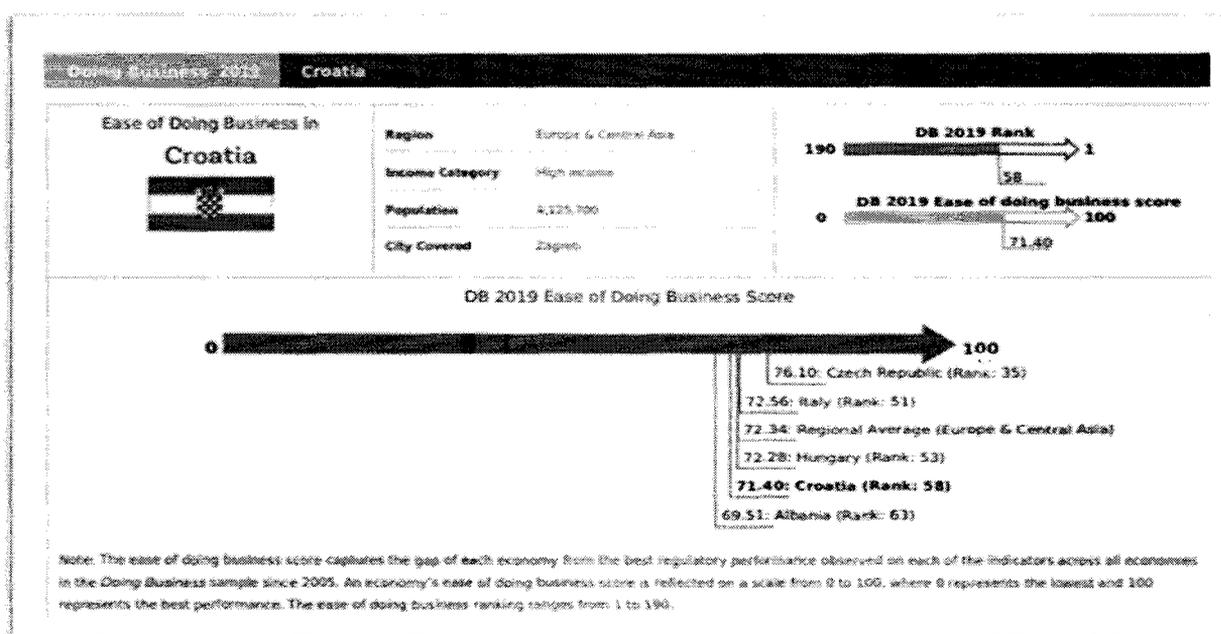 Doing Business 2019 Croatia
Ease of Doing Business in
Croatia
Region Europe & Central Asia
Income Category High income
Population 4,125,700
City Covered Zagreb
DB 2019 Rank
190 1
58
DB 2019 Ease of doing business score
0 100
71.40
DB 2019 Ease of Doing Business Score
0 100
76.10: Czech Republic (Rank: 35)
72.56: Italy (Rank: 51)
72.34: Regional Average (Europe & Central Asia)
72.28: Hungary (Rank: 53)
71.40: Croatia (Rank: 58)
69.51: Albania (Rank: 63)
Note: The ease of doing business score captures the gap of each economy from the best regulatory performance observed on each of the indicators across all economies
in the Doing Business sample since 2005. An economy's ease of doing business score is reflected on a scale from 0 to 100, where 0 represents the lowest and 100
represents the best performance. The ease of doing business ranking ranges from 1 to 190.